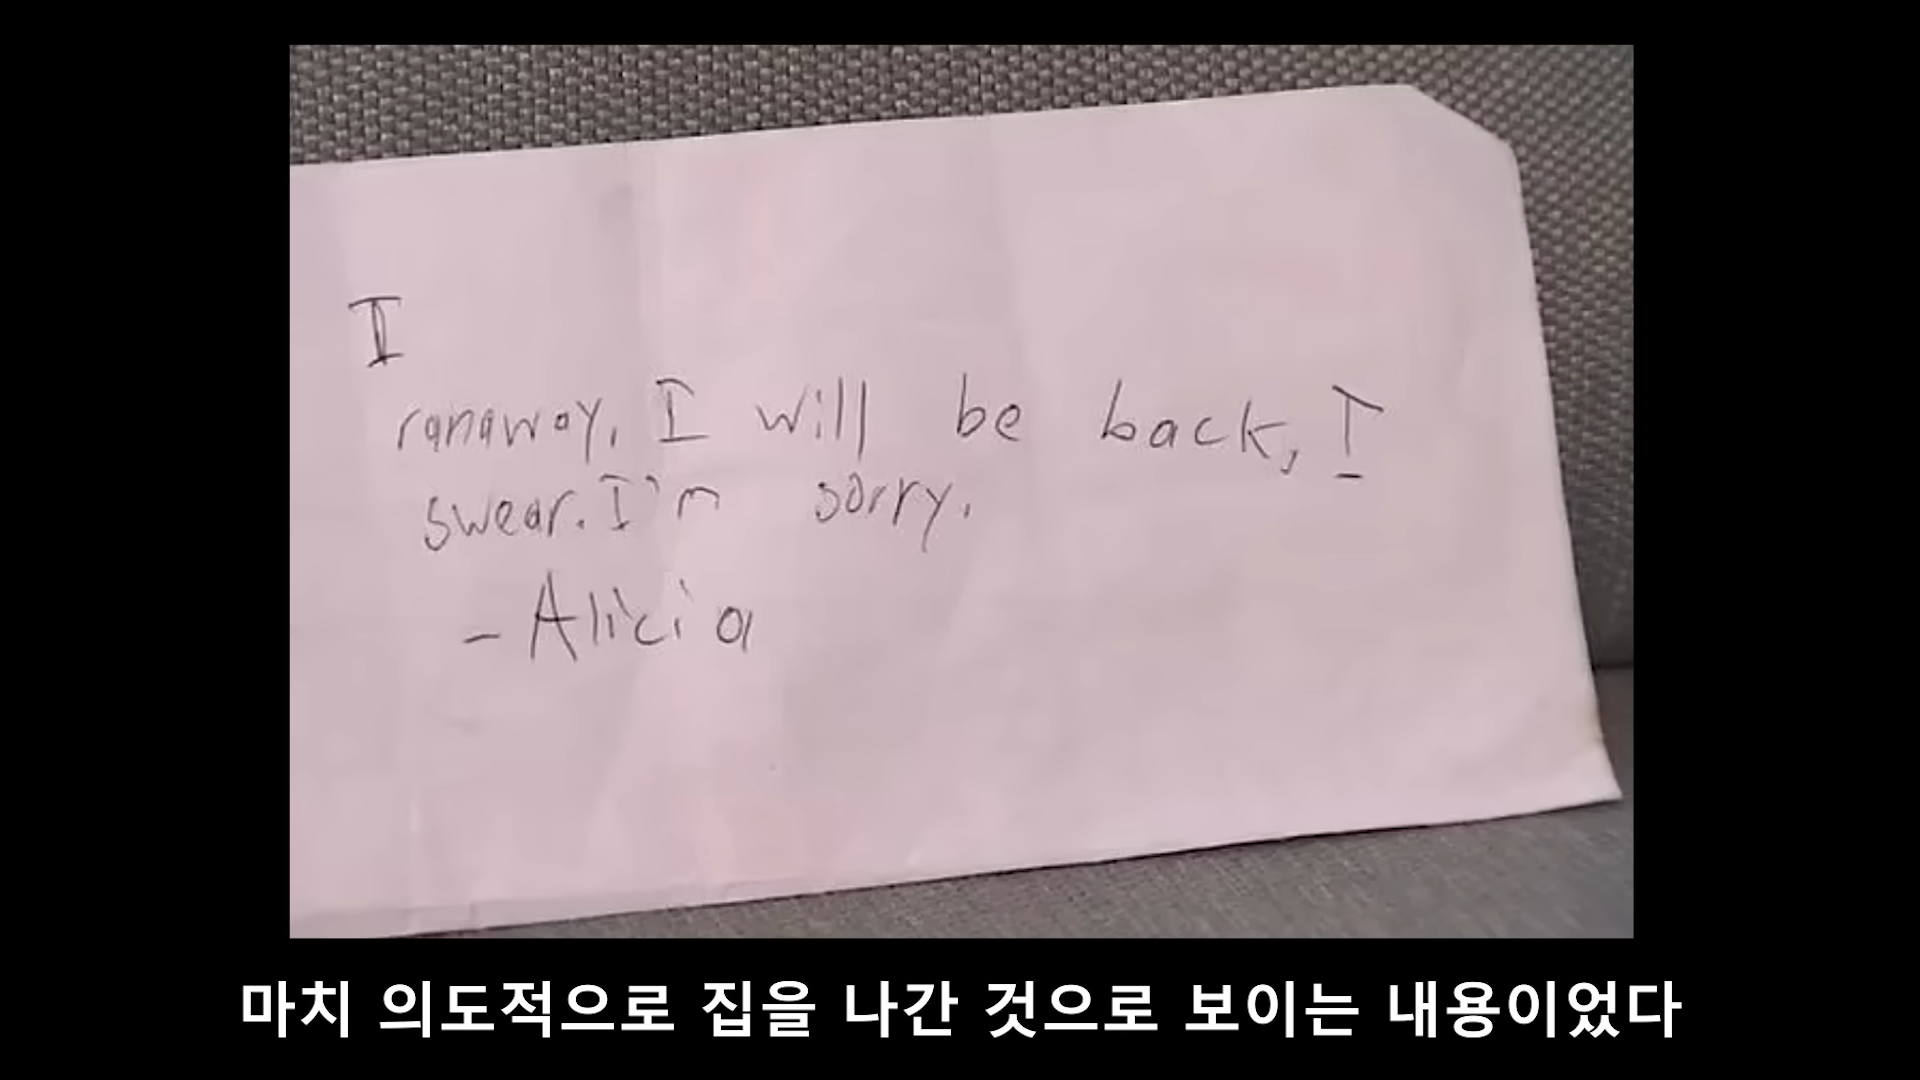 I
ranaway, I will be back, I
swear. I'm sorry.
- Alicia
마치 의도적으로 집을 나간 것으로 보이는 내용이었다